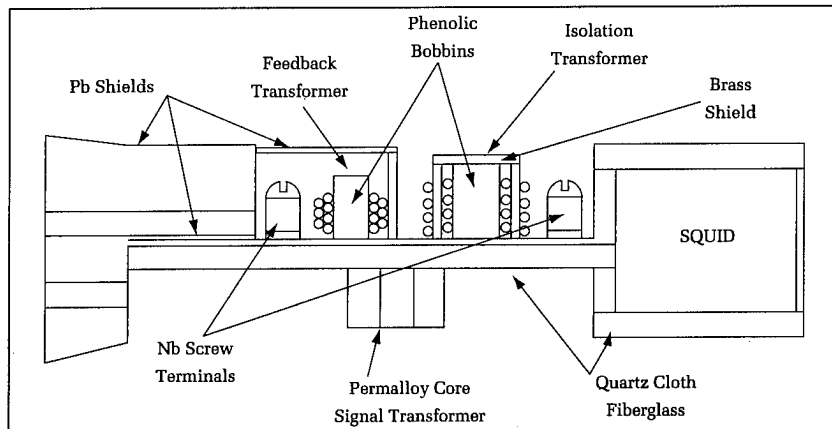 Phenolic
Bobbins
Isolation
Transformer
Feedback
Transformer
Brass
Shield
Pb Shields
SQUID
Nb Screw
Terminals
Permalloy Core
Signal Transformer
Quartz Cloth
Fiberglass